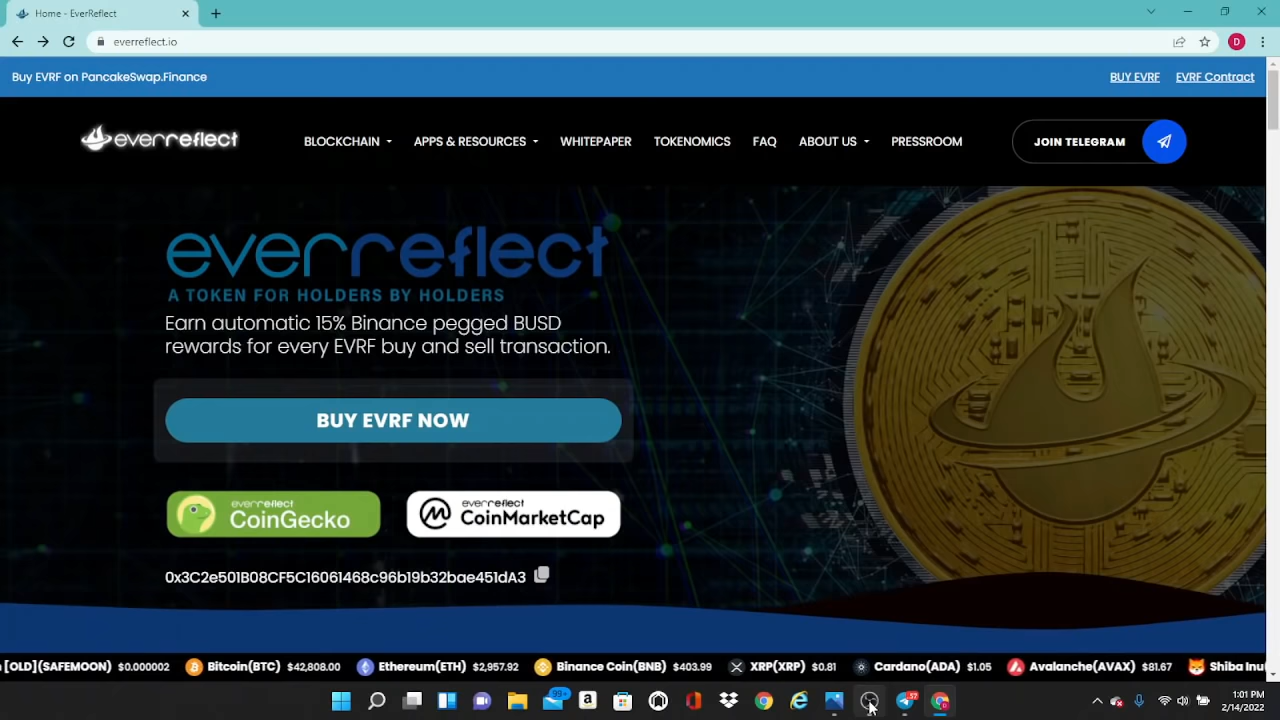 Home - EverReflect
everreflect.io
D
Buy EVRF on PancakeSwap.Finance
BUY EVRF
EVRF Contract
everreflect
BLOCKCHAIN
APPS & RESOURCES
WHITEPAPER
TOKENOMICS
FAQ
ABOUT US
PRESSROOM
JOIN TELEGRAM
everreflect
A TOKEN FOR HOLDERS BY HOLDERS
Earn automatic 15% Binance pegged BUSD
rewards for every EVRF buy and sell transaction.
BUY EVRF NOW
everreflect
CoinGecko
everreflect
CoinMarketCap
0x3C2e501B08CF5C16061468c96b19b32bae451dA3
[OLD](SAFEMOON) $0.000002
Bitcoin(BTC) $42,808.00
Ethereum(ETH) $2,957.92
Binance Coin(BNB) $403.99
XRP(XRP) $0.81
Cardano(ADA) $1.05
Avalanche(AVAX) $81.67
Shiba Inu(
99+
a
37
D
1:01 PM
2/14/2022